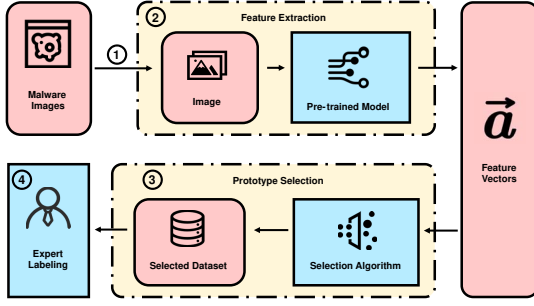 Malware
Images
1
2
Feature Extraction
Image
Pre-trained Model
a
Feature
Vectors
3
Prototype Selection
Selection Algorithm
Selected Dataset
4
Expert
Labeling